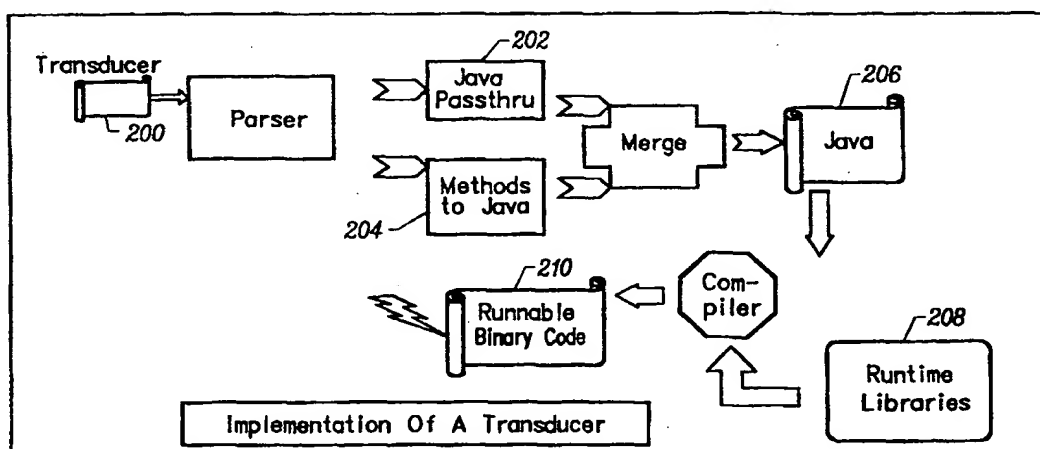 202
Transducer
200
Parser
Java
Passthru
Methods
to Java
204
Merge
206
Java
210
Runnable
Binary Code
Com-
piler
208
Runtime
Libraries
Implementation Of A Transducer